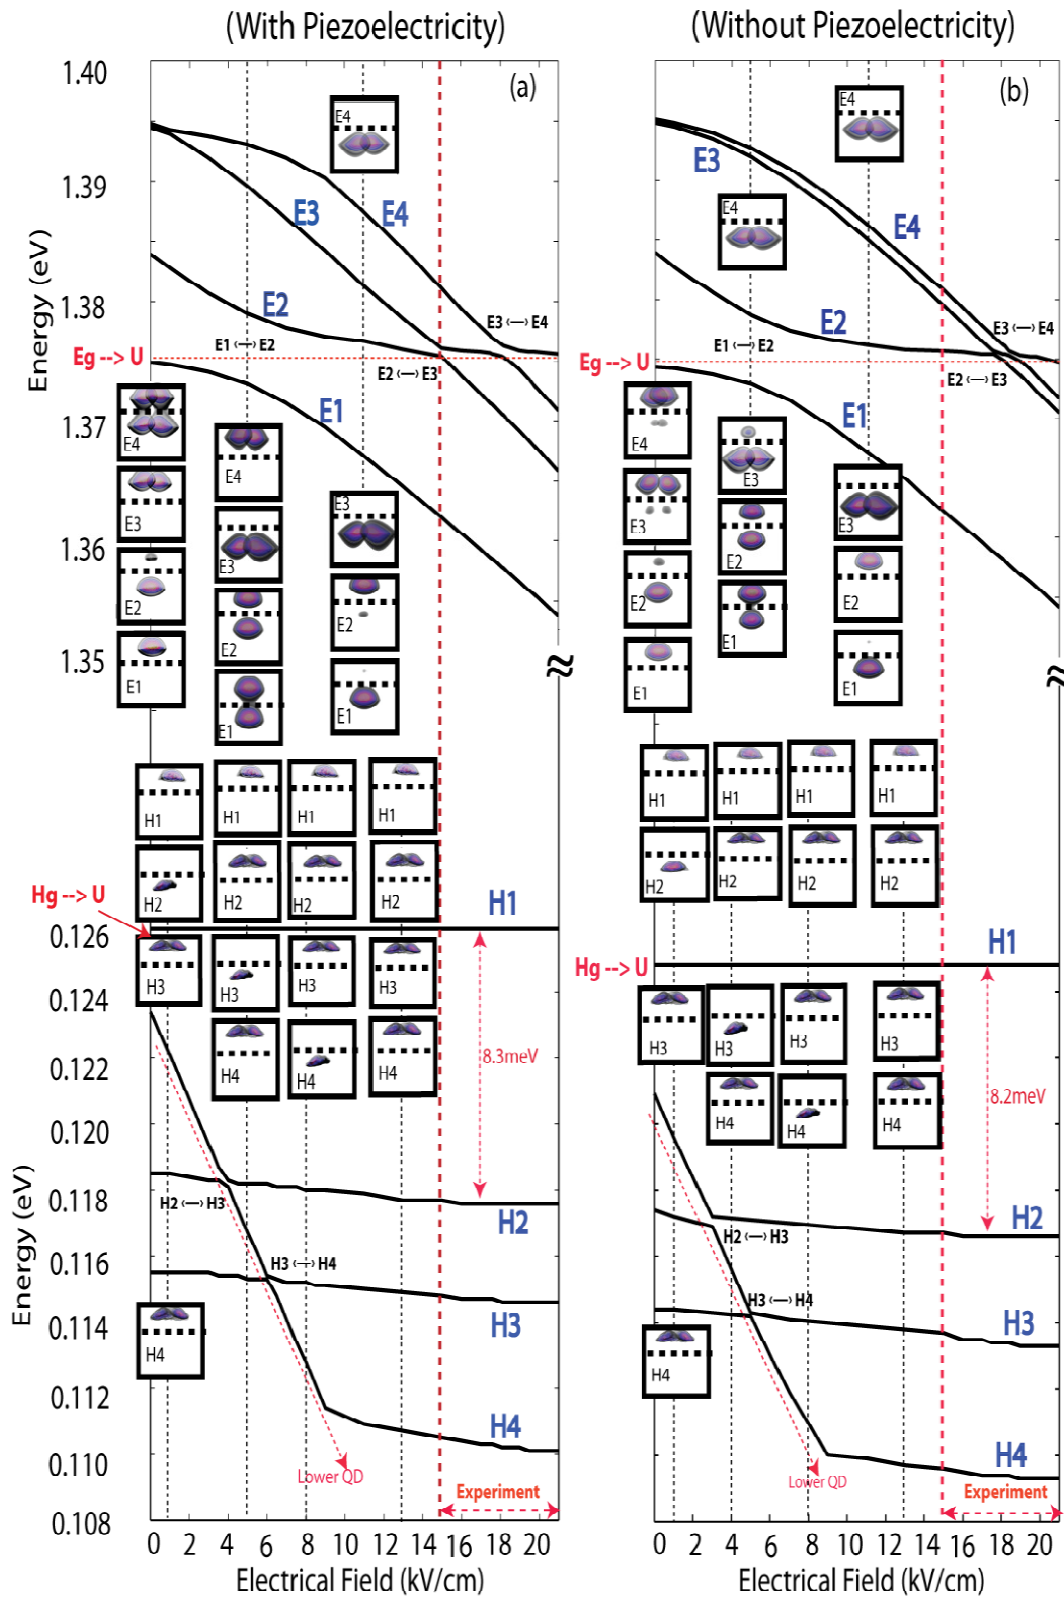 (With Piezoelectricity)
(a)
1.40
1.39
1.38
1.37
1.36
1.35
0.126
0.124
0.122
0.120
0.118
0.116
0.114
0.112
0.110
0.108
Energy (eV)
Energy (eV)
E4
E3
E4
E2
E1 <---> E2
E3 <---> E4
Eg --> U
E2 <---> E3
E1
E4
E3
E2
E1
E4
E3
E2
E1
E3
E2
E1
H1
H1
H1
H1
H2
H2
H2
H2
Hg --> U
H1
H3
H3
H3
H3
H4
H4
H4
8.3meV
H2 <---> H3
H2
H3 <---> H4
H3
H4
H4
Lower QD
Experiment
0 2 4 6 8 10 12 14 16 18 20
Electrical Field (kV/cm)
(Without Piezoelectricity)
(b)
E4
E3
E4
E4
E2
E1 <---> E2
E3 <---> E4
Eg --> U
E2 <---> E3
E1
E4
E3
E2
E1
E3
E2
E1
E3
E2
E1
H1
H1
H1
H1
H2
H2
H2
H2
H1
Hg --> U
H3
H3
H3
H3
H4
H4
H4
8.2meV
H2 <---> H3
H2
H3 <---> H4
H3
H4
H4
Lower QD
Experiment
0 2 4 6 8 10 12 14 16 18 20
Electrical Field (kV/cm)